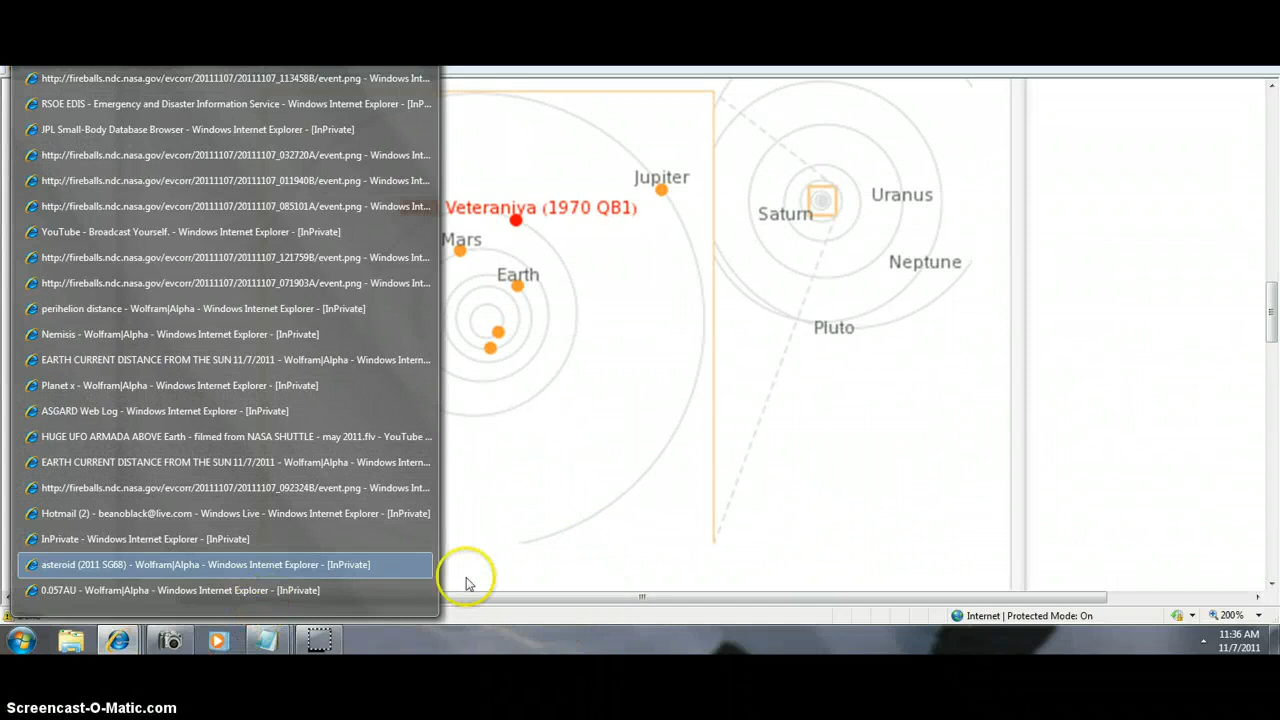 http://fireballs.ndc.nasa.gov/evcorr/20111107/20111107_113458B/event.png - Windows Int...
RSOE EDIS - Emergency and Disaster Information Service - Windows Internet Explorer - [InP...
JPL Small-Body Database Browser - Windows Internet Explorer - [InPrivate]
http://fireballs.ndc.nasa.gov/evcorr/20111107/20111107_032720A/event.png - Windows Int...
http://fireballs.ndc.nasa.gov/evcorr/20111107/20111107_011940B/event.png - Windows Int...
http://fireballs.ndc.nasa.gov/evcorr/20111107/20111107_085101A/event.png - Windows Int...
YouTube - Broadcast Yourself. - Windows Internet Explorer - [InPrivate]
http://fireballs.ndc.nasa.gov/evcorr/20111107/20111107_121759B/event.png - Windows Int...
http://fireballs.ndc.nasa.gov/evcorr/20111107/20111107_071903A/event.png - Windows Int...
perihelion distance - Wolfram|Alpha - Windows Internet Explorer - [InPrivate]
Nemisis - Wolfram|Alpha - Windows Internet Explorer - [InPrivate]
EARTH CURRENT DISTANCE FROM THE SUN 11/7/2011 - Wolfram|Alpha - Windows Intern...
Planet x - Wolfram|Alpha - Windows Internet Explorer - [InPrivate]
ASGARD Web Log - Windows Internet Explorer - [InPrivate]
HUGE UFO ARMADA ABOVE Earth - filmed from NASA SHUTTLE - may 2011.flv - YouTube ...
EARTH CURRENT DISTANCE FROM THE SUN 11/7/2011 - Wolfram|Alpha - Windows Intern...
http://fireballs.ndc.nasa.gov/evcorr/20111107/20111107_092324B/event.png - Windows Int...
Hotmail (2) - beanoblack@live.com - Windows Live - Windows Internet Explorer - [InPrivate]
InPrivate - Windows Internet Explorer - [InPrivate]
asteroid (2011 SG68) - Wolfram|Alpha - Windows Internet Explorer - [InPrivate]
0.057AU - Wolfram|Alpha - Windows Internet Explorer - [InPrivate]
Jupiter
Veteraniya (1970 QB1)
Mars
Earth
Uranus
Saturn
Neptune
Pluto
Internet | Protected Mode: On
200%
11:36 AM
11/7/2011
Screencast-O-Matic.com